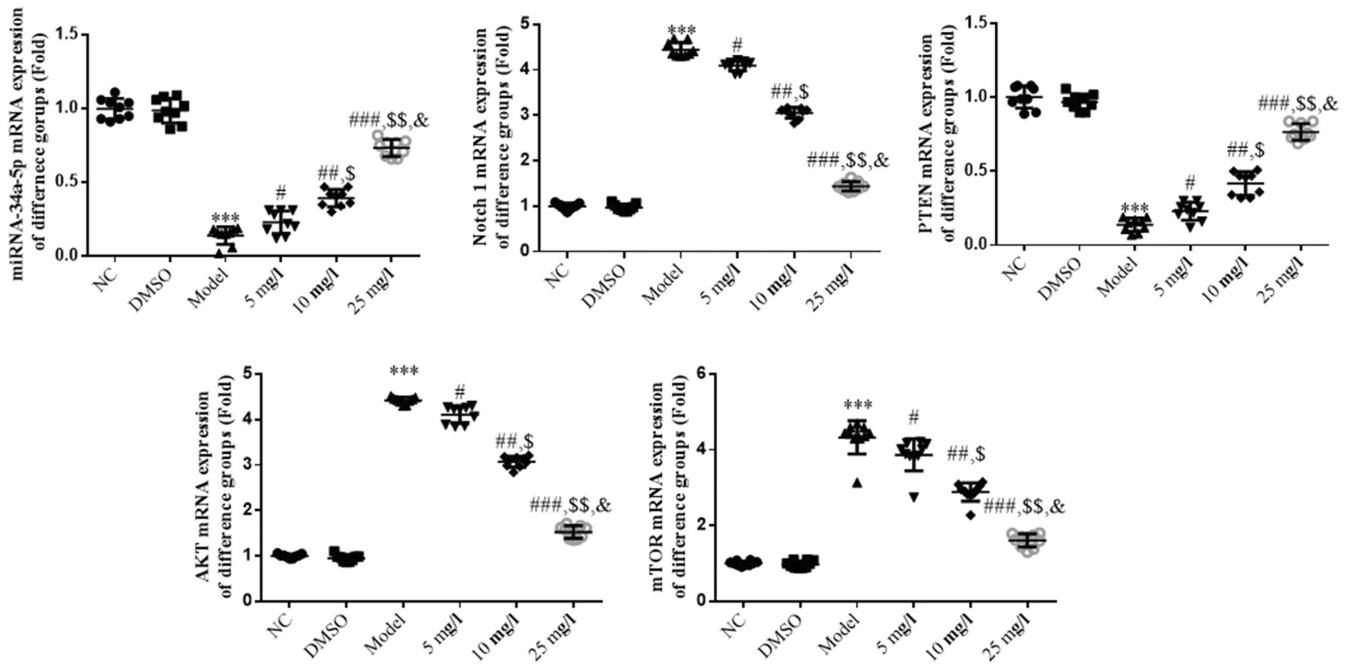 miRNA-34a-5p mRNA expression
of differnece gorups (Fold)
1.5
1.0
0.5
0.0
***
#
##,$
###,$$,&
NC
DMSO
Model
5 mg/l
10 mg/l
25 mg/l
Notch 1 mRNA expression
of difference groups (Fold)
5
4
3
2
1
0
***
#
##,$
###,$$,&
NC
DMSO
Model
5 mg/l
10 mg/l
25 mg/l
PTEN mRNA expression
of difference groups (Fold)
1.5
1.0
0.5
0.0
***
#
##,$
###,$$,&
NC
DMSO
Model
5 mg/l
10 mg/l
25 mg/l
AKT mRNA expression
of difference groups (Fold)
5
4
3
2
1
0
***
#
##,$
###,$$,&
NC
DMSO
Model
5 mg/l
10 mg/l
25 mg/l
mTOR mRNA expression
of difference groups (Fold)
6
4
2
0
***
#
##,$
###,$$,&
NC
DMSO
Model
5 mg/l
10 mg/l
25 mg/l